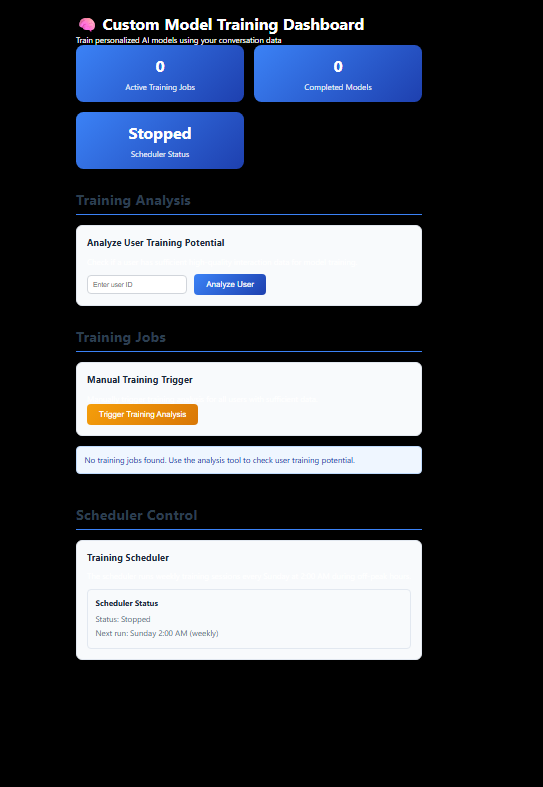 🧠 Custom Model Training Dashboard
Train personalized AI models using your conversation data
0
Active Training Jobs
0
Completed Models
Stopped
Scheduler Status
Training Analysis
Analyze User Training Potential
Enter user ID
Analyze User
Training Jobs
Manual Training Trigger
Trigger Training Analysis
No training jobs found. Use the analysis tool to check user training potential.
Scheduler Control
Training Scheduler
Scheduler Status
Status: Stopped
Next run: Sunday 2:00 AM (weekly)